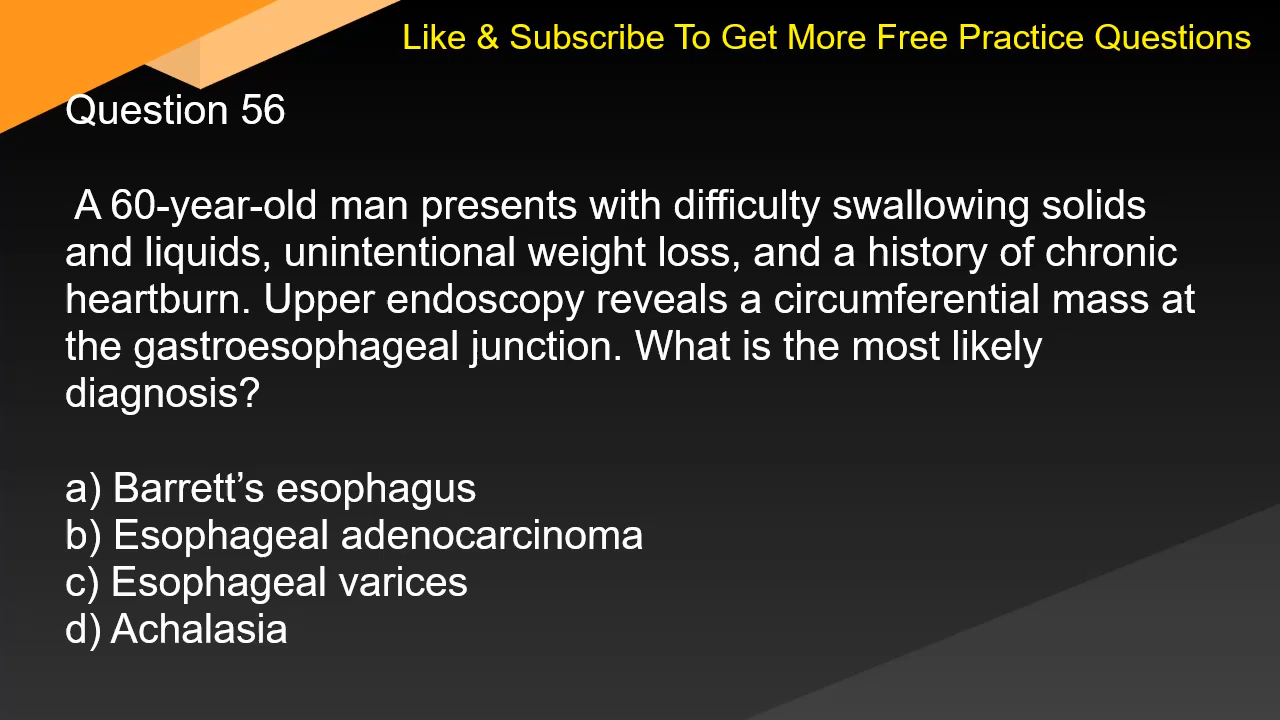 Like & Subscribe To Get More Free Practice Questions
Question 56
A 60-year-old man presents with difficulty swallowing solids
and liquids, unintentional weight loss, and a history of chronic
heartburn. Upper endoscopy reveals a circumferential mass at
the gastroesophageal junction. What is the most likely
diagnosis?
a) Barrett’s esophagus
b) Esophageal adenocarcinoma
c) Esophageal varices
d) Achalasia